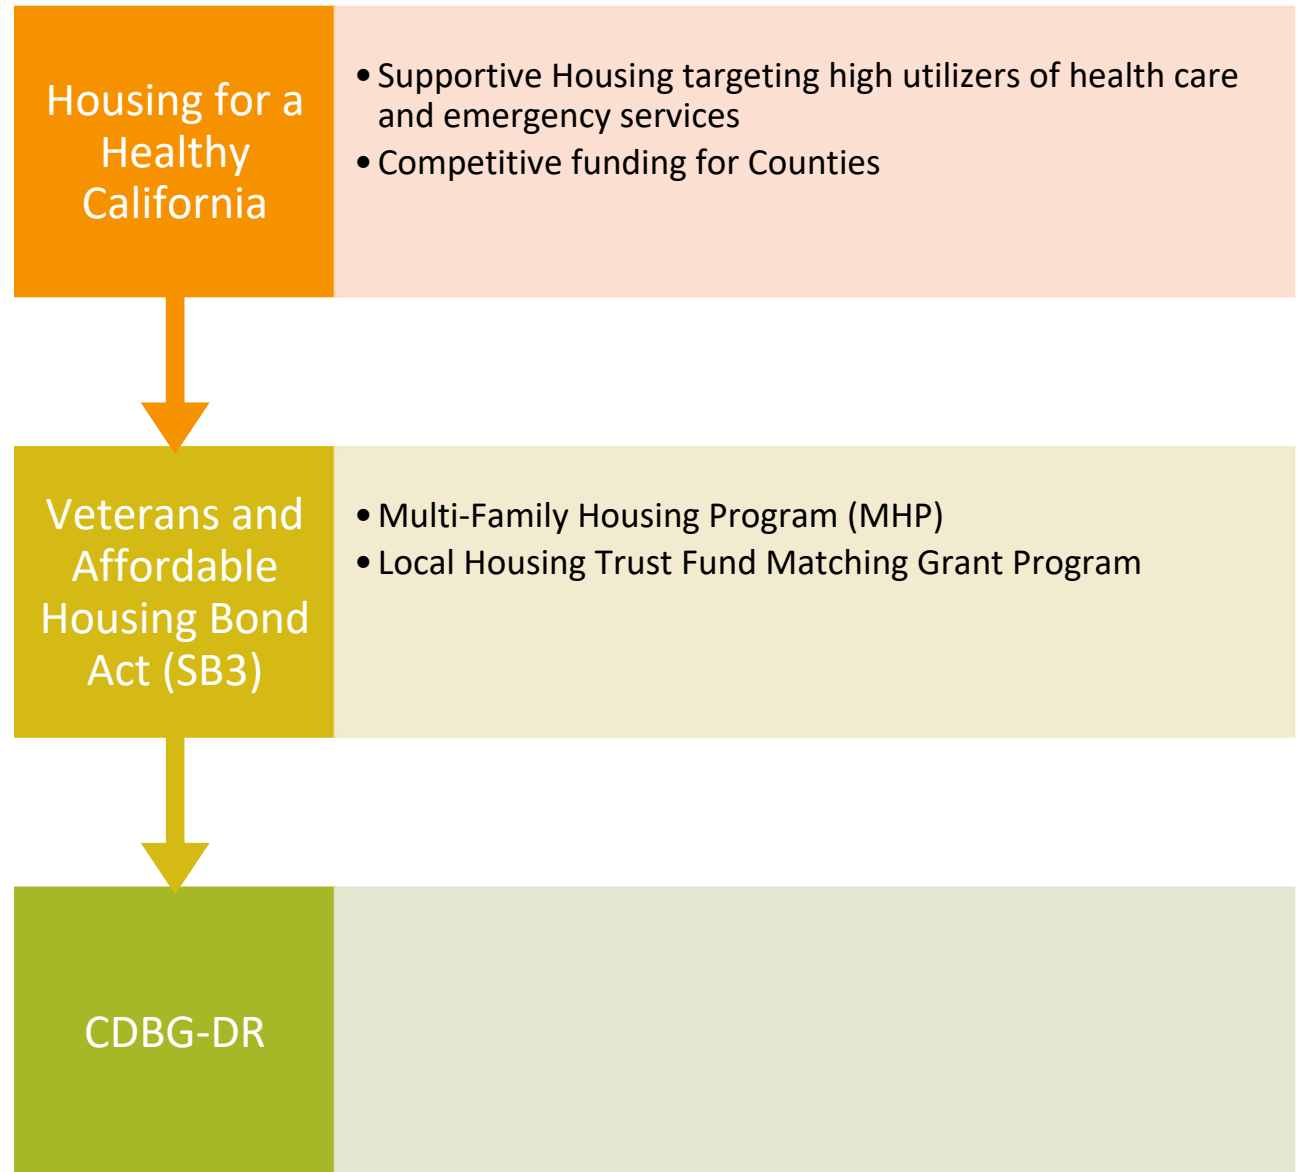 Housing for a
Healthy
California
• Supportive Housing targeting high utilizers of health care
and emergency services
• Competitive funding for Counties
Veterans and
Affordable
Housing Bond
Act (SB3)
• Multi-Family Housing Program (MHP)
• Local Housing Trust Fund Matching Grant Program
CDBG-DR